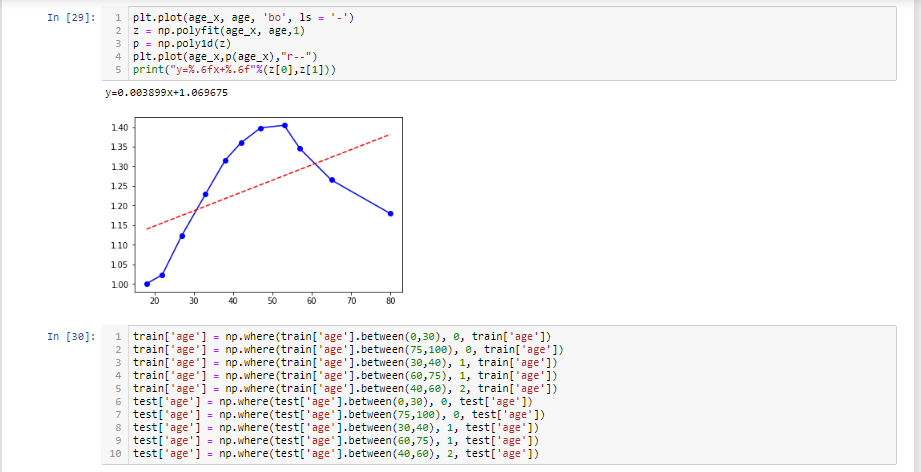 In [29]:
1 plt.plot(age_x, age, 'bo', ls = '-')
2 z = np.polyfit(age_x, age,1)
3 p = np.poly1d(z)
4 plt.plot(age_x,p(age_x),"r--")
5 print("y=%.6fx+%.6f"%(z[0],z[1]))
y=0.003899x+1.069675
1.40
1.35
1.30
1.25
1.20
1.15
1.10
1.05
1.00
20 30 40 50 60 70 80
In [30]:
1 train['age'] = np.where(train['age'].between(0,30), 0, train['age'])
2 train['age'] = np.where(train['age'].between(75,100), 0, train['age'])
3 train['age'] = np.where(train['age'].between(30,40), 1, train['age'])
4 train['age'] = np.where(train['age'].between(60,75), 1, train['age'])
5 train['age'] = np.where(train['age'].between(40,60), 2, train['age'])
6 test['age'] = np.where(test['age'].between(0,30), 0, test['age'])
7 test['age'] = np.where(test['age'].between(75,100), 0, test['age'])
8 test['age'] = np.where(test['age'].between(30,40), 1, test['age'])
9 test['age'] = np.where(test['age'].between(60,75), 1, test['age'])
10 test['age'] = np.where(test['age'].between(40,60), 2, test['age'])